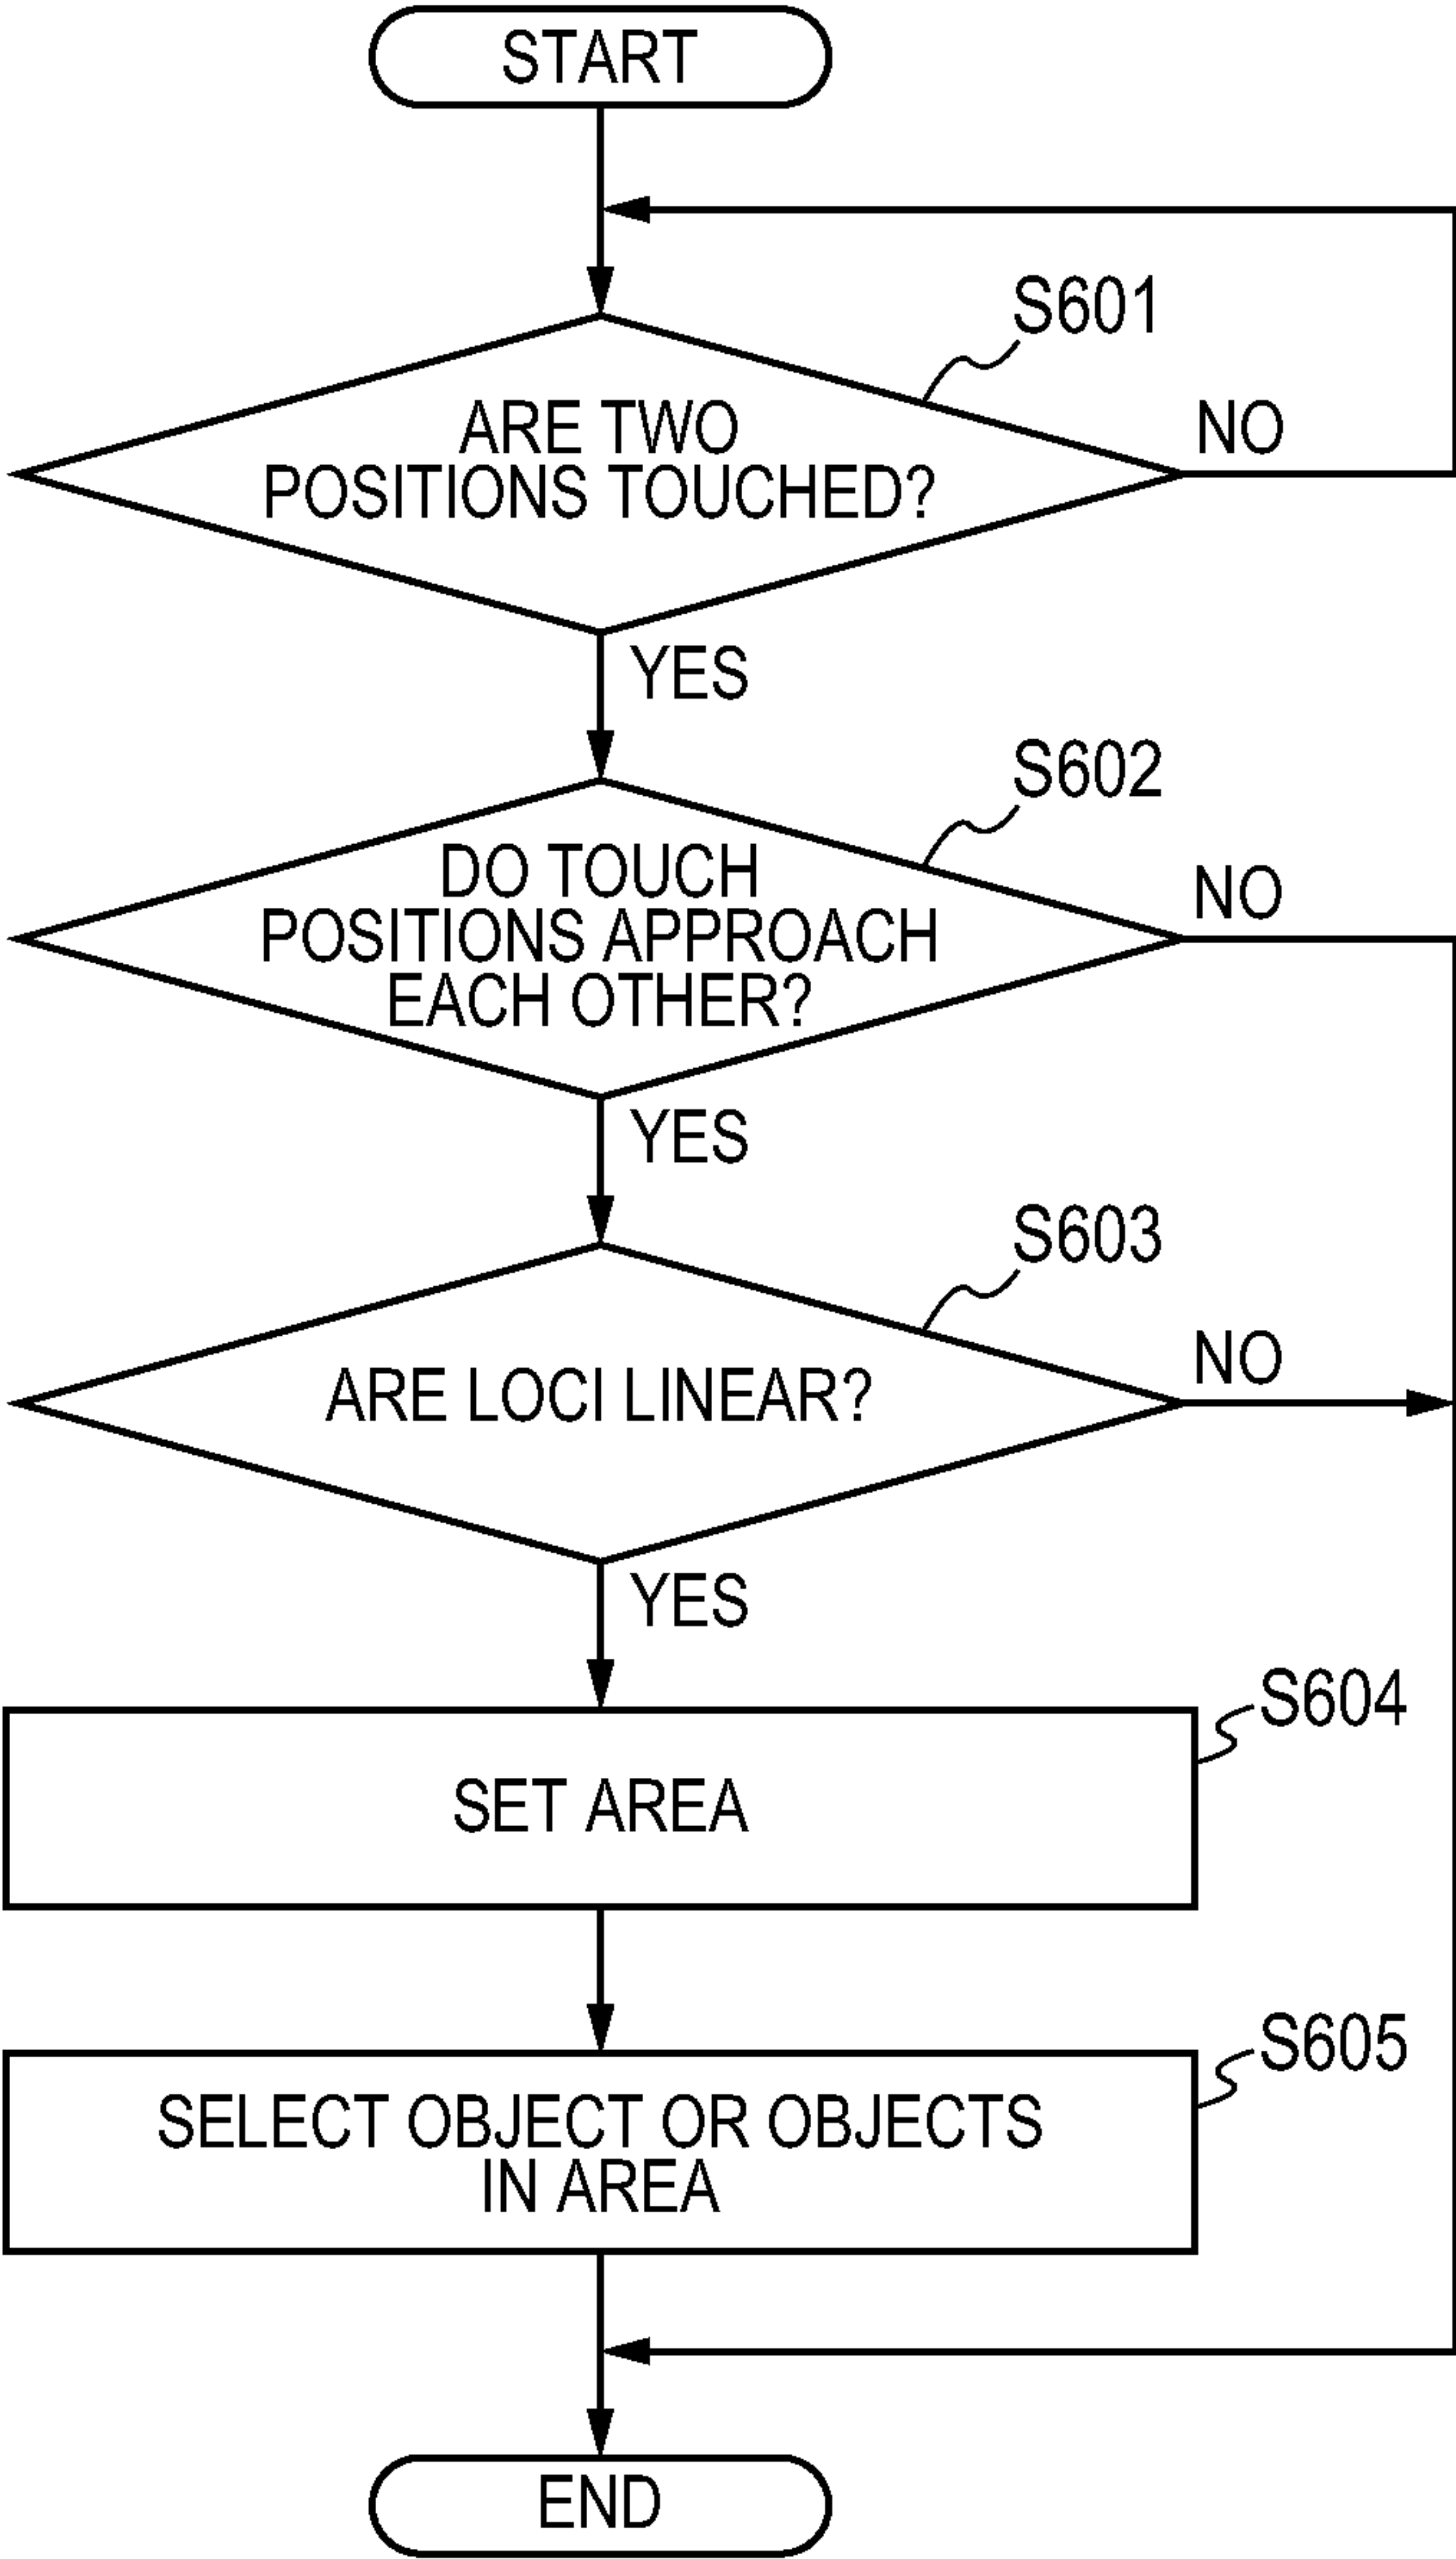 START
S601
ARE TWO
POSITIONS TOUCHED?
NO
YES
S602
DO TOUCH
POSITIONS APPROACH
EACH OTHER?
NO
YES
S603
ARE LOCI LINEAR?
NO
YES
S604
SET AREA
S605
SELECT OBJECT OR OBJECTS
IN AREA
END